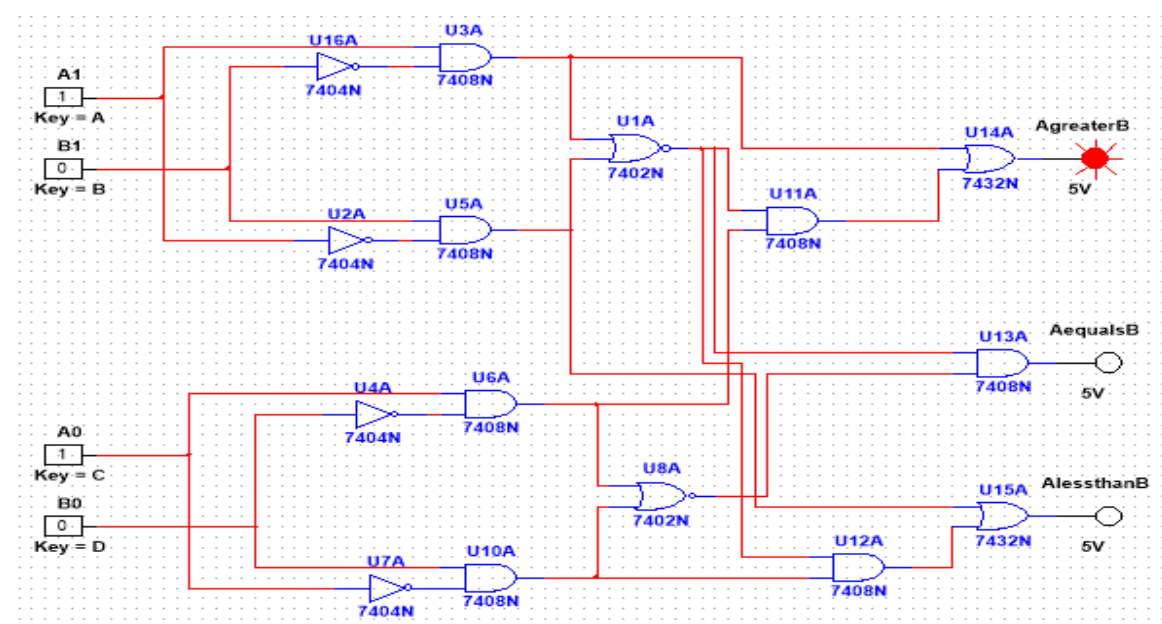 U3A
7408N
U16A
7404N
A1
1
Key = A
B1
0
Key = B
U1A
7402N
U14A
7432N
AgreaterB
5V
U11A
7408N
U5A
7408N
U2A
7404N
AequalsB
U13A
7408N
5V
U6A
7408N
U4A
7404N
A0
1
Key = C
B0
0
Key = D
U8A
7402N
U15A
7432N
AlessthanB
5V
U12A
7408N
U10A
7408N
U7A
7404N